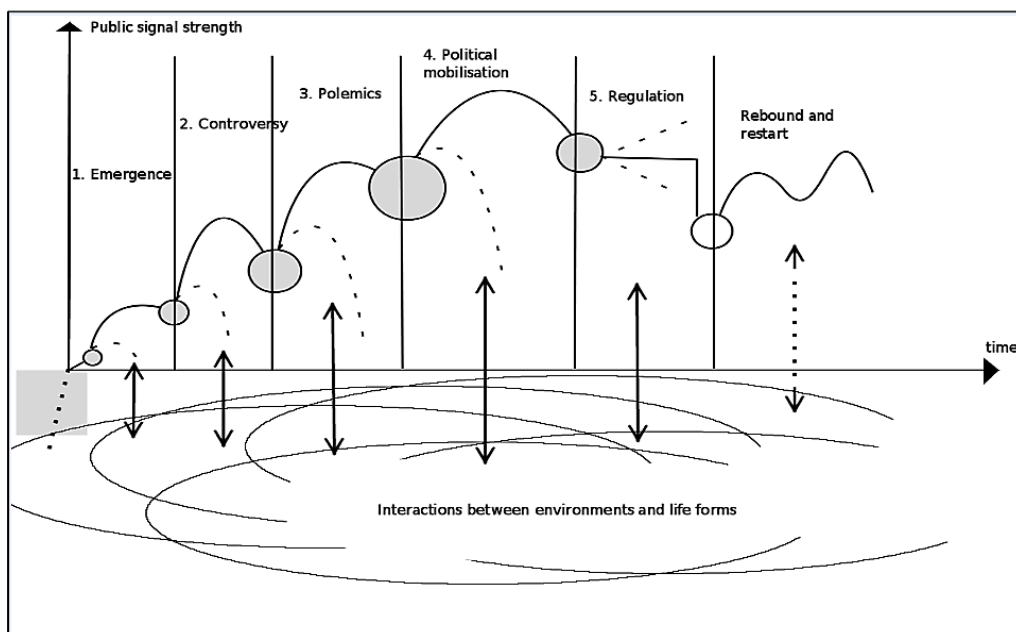 Public signal strength
4. Political
mobilisation
3. Polemics
5. Regulation
2. Controversy
Rebound and
restart
1. Emergence
time
Interactions between environments and life forms